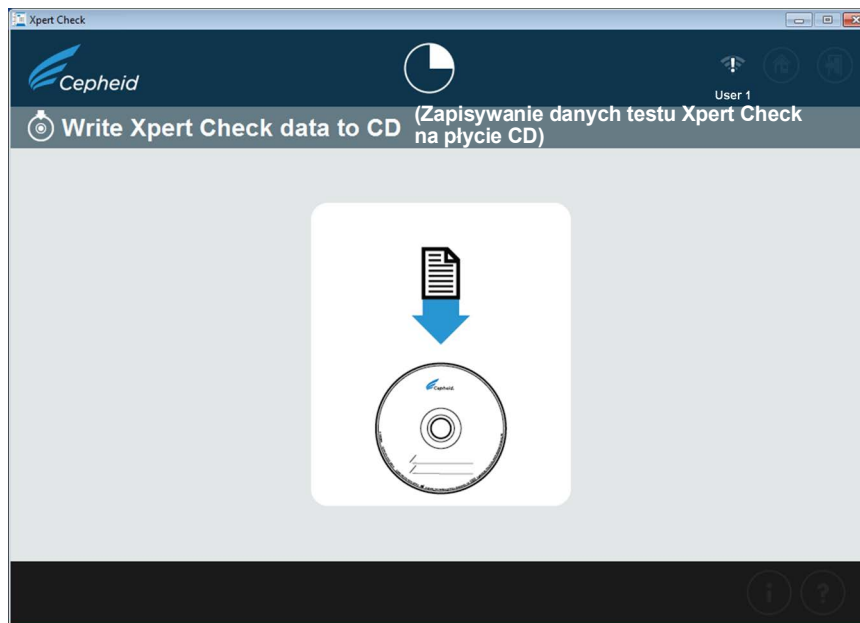 Xpert Check
Cepheid
User 1
Write Xpert Check data to CD
(Zapisywanie danych testu Xpert Check
na płycie CD)
Cepheid.